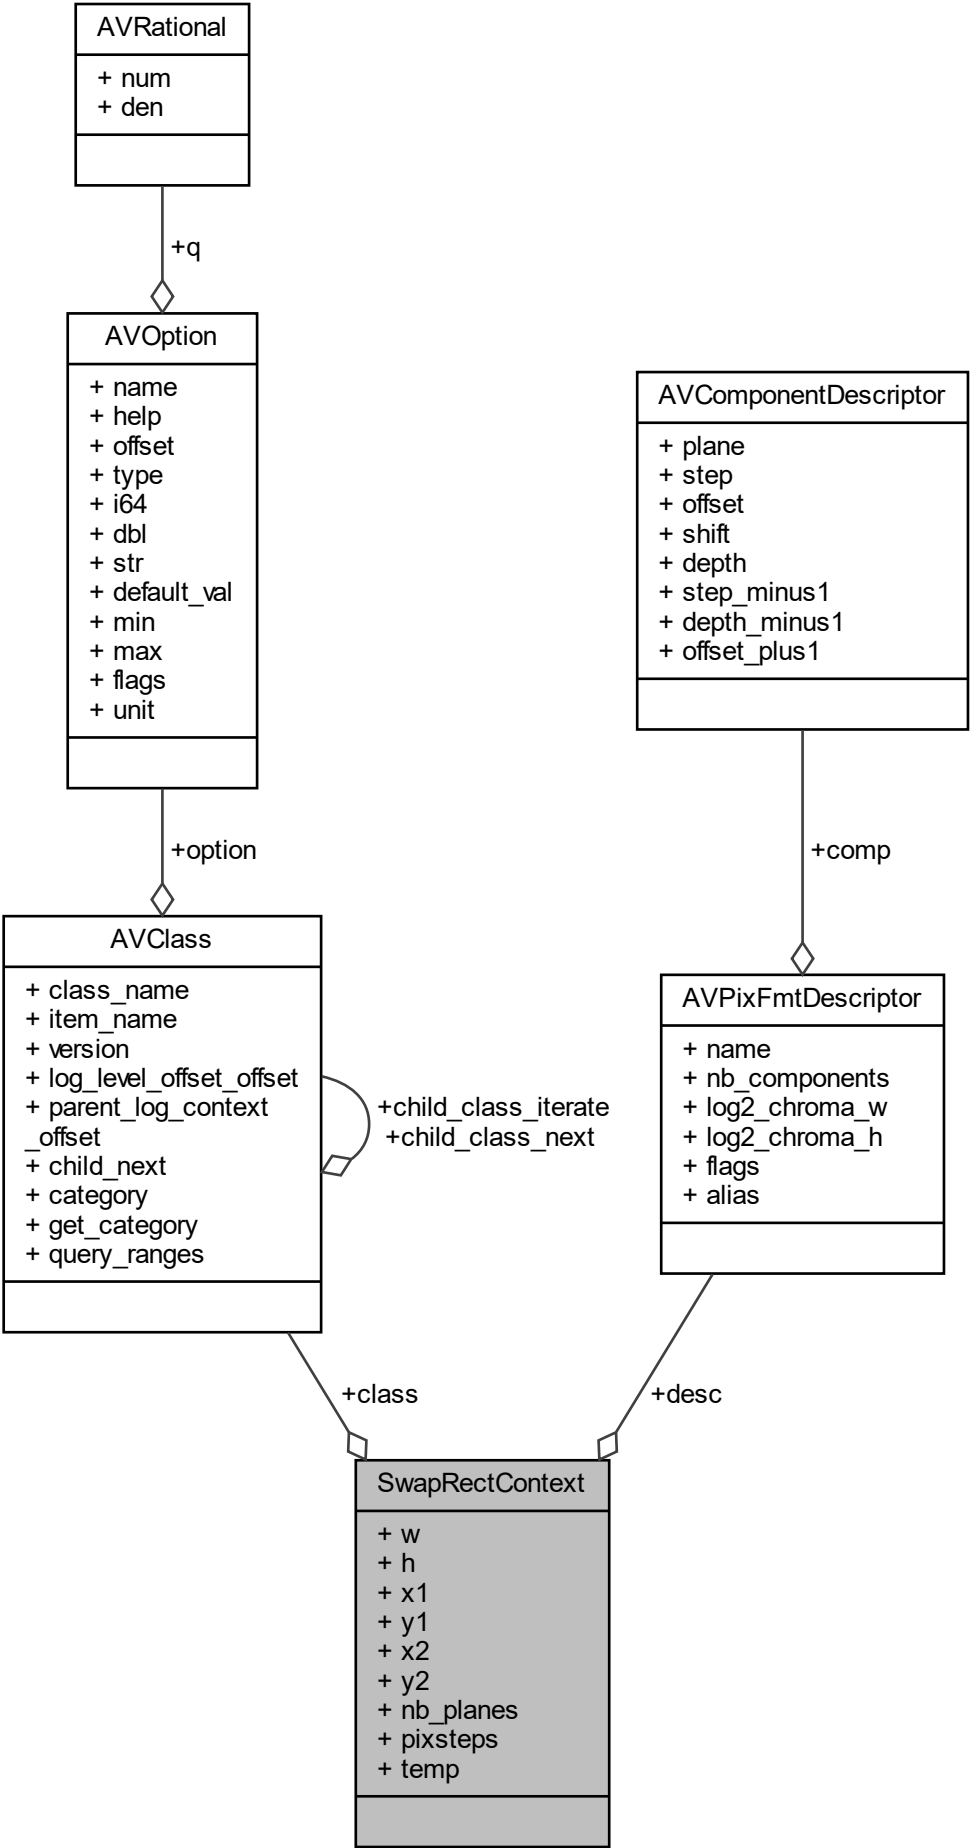 AVRational
+ num
+ den
+q
AVOption
+ name
+ help
+ offset
+ type
+ i64
+ dbl
+ str
+ default_val
+ min
+ max
+ flags
+ unit
AVComponentDescriptor
+ plane
+ step
+ offset
+ shift
+ depth
+ step_minus1
+ depth_minus1
+ offset_plus1
+option
+comp
AVClass
+ class_name
+ item_name
+ version
+ log_level_offset_offset
+ parent_log_context
_offset
+ child_next
+ category
+ get_category
+ query_ranges
+child_class_iterate
+child_class_next
AVPixFmtDescriptor
+ name
+ nb_components
+ log2_chroma_w
+ log2_chroma_h
+ flags
+ alias
+class
+desc
SwapRectContext
+ w
+ h
+ x1
+ y1
+ x2
+ y2
+ nb_planes
+ pixsteps
+ temp